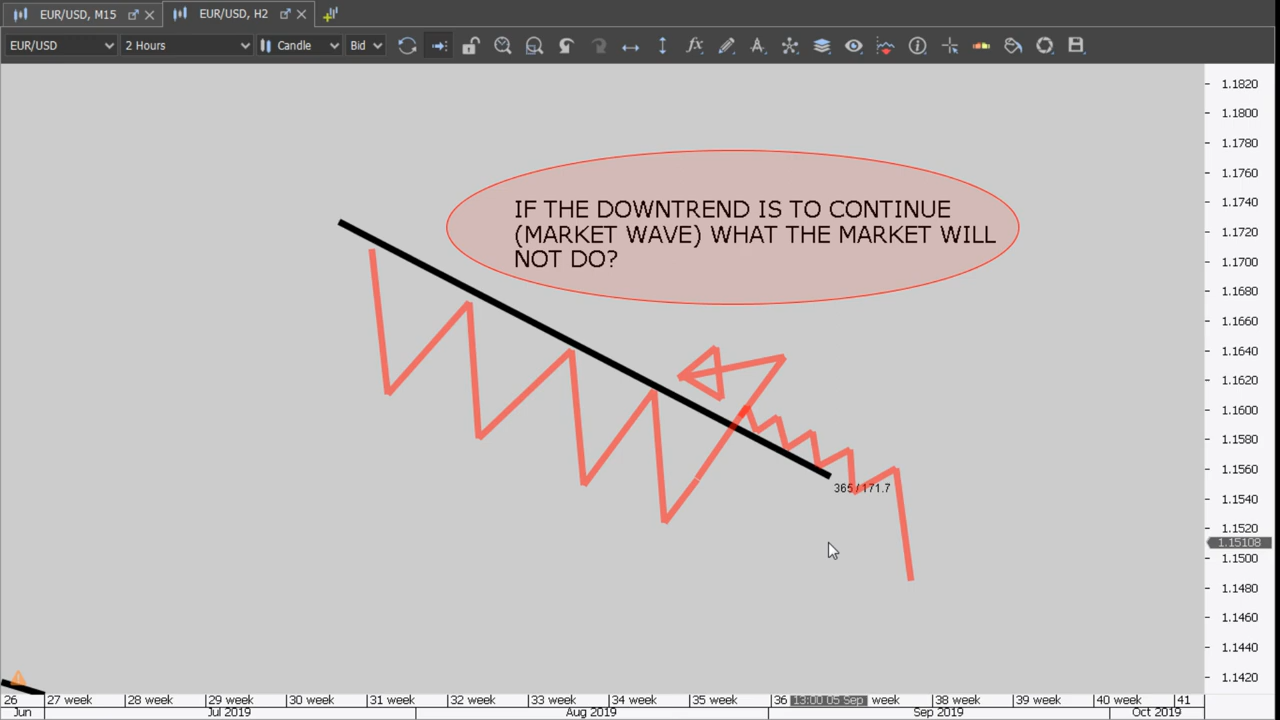 EUR/USD, M15
EUR/USD, H2
EUR/USD
2 Hours
Candle
Bid
fx
1.1820
1.1800
1.1780
1.1760
1.1740
1.1720
1.1700
1.1680
1.1660
1.1640
1.1620
1.1600
1.1580
1.1560
1.1540
1.1520
1.15108
1.1500
1.1480
1.1460
1.1440
1.1420
IF THE DOWNTREND IS TO CONTINUE
(MARKET WAVE) WHAT THE MARKET WILL
NOT DO?
365 / 171.7
26 27 week 28 week 29 week 30 week 31 week 32 week 33 week 34 week 35 week 36 13:00 05 Sep week 38 week 39 week 40 week 41
Jun Jul 2019 Aug 2019 Sep 2019 Oct 2019